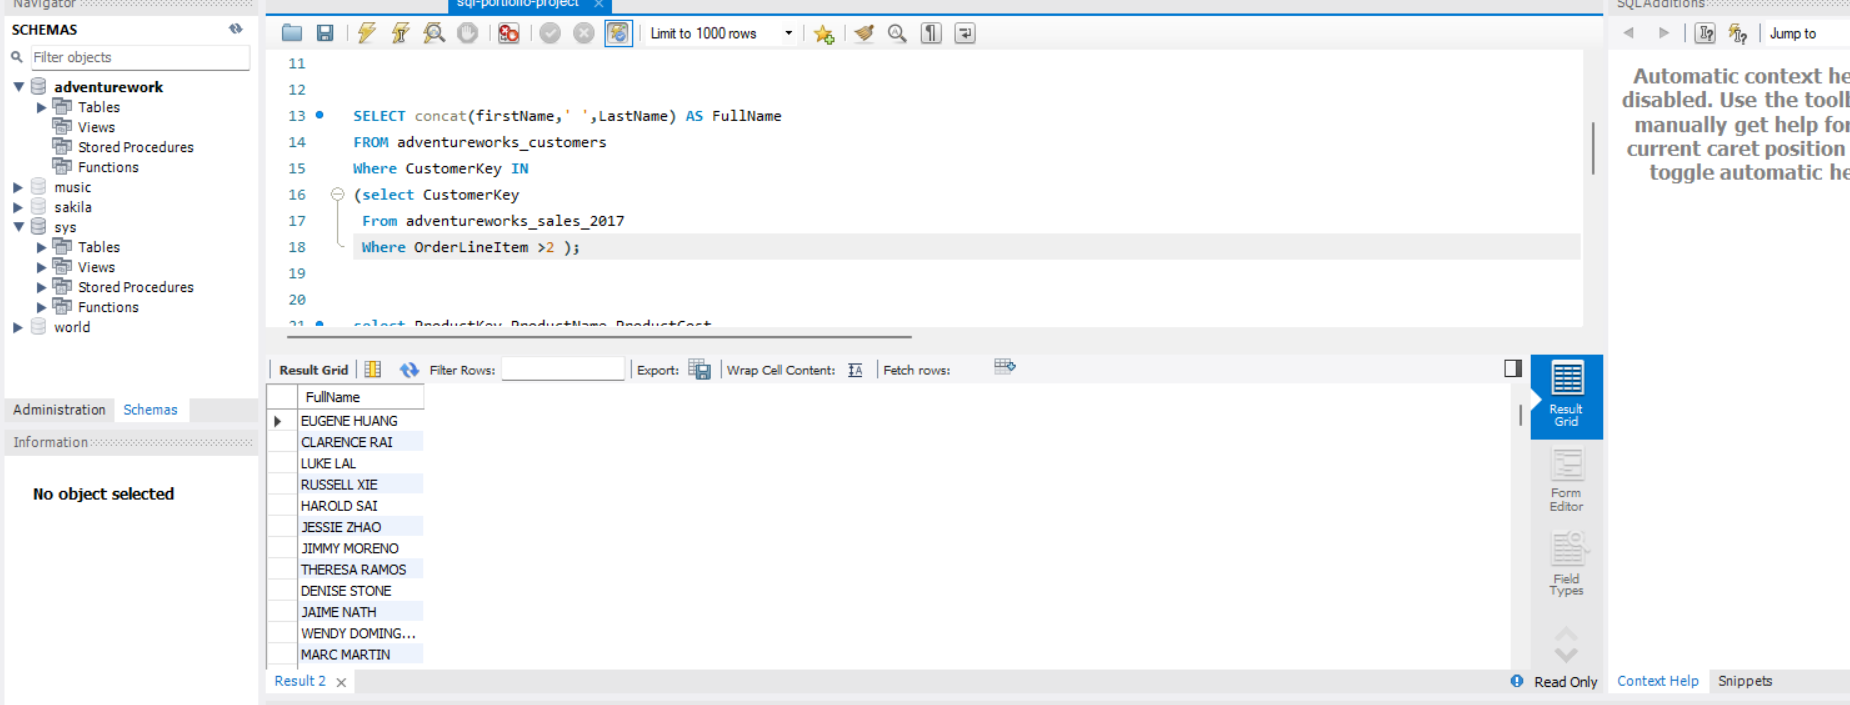 Navigator
SCHEMAS
Filter objects
adventurework
Tables
Views
Stored Procedures
Functions
music
sakila
sys
Tables
Views
Stored Procedures
Functions
world
Administration Schemas
Information
No object selected
sql-portfolio-project
Limit to 1000 rows
11
12
13 SELECT concat(firstName,' ',LastName) AS FullName
14 FROM adventureworks_customers
15 Where CustomerKey IN
16 (select CustomerKey
17 From adventureworks_sales_2017
18 Where OrderLineItem >2 );
19
20
21 select ProductKey,ProductName,ProductCost
Result Grid Filter Rows: Export: Wrap Cell Content: Fetch rows:
FullName
EUGENE HUANG
CLARENCE RAI
LUKE LAL
RUSSELL XIE
HAROLD SAI
JESSIE ZHAO
JIMMY MORENO
THERESA RAMOS
DENISE STONE
JAIME NATH
WENDY DOMING...
MARC MARTIN
Result 2
Read Only
Result
Grid
Form
Editor
Field
Types
SQLAdditions
Jump to
Automatic context he
disabled. Use the toolb
manually get help for
current caret position
toggle automatic he
Context Help Snippets